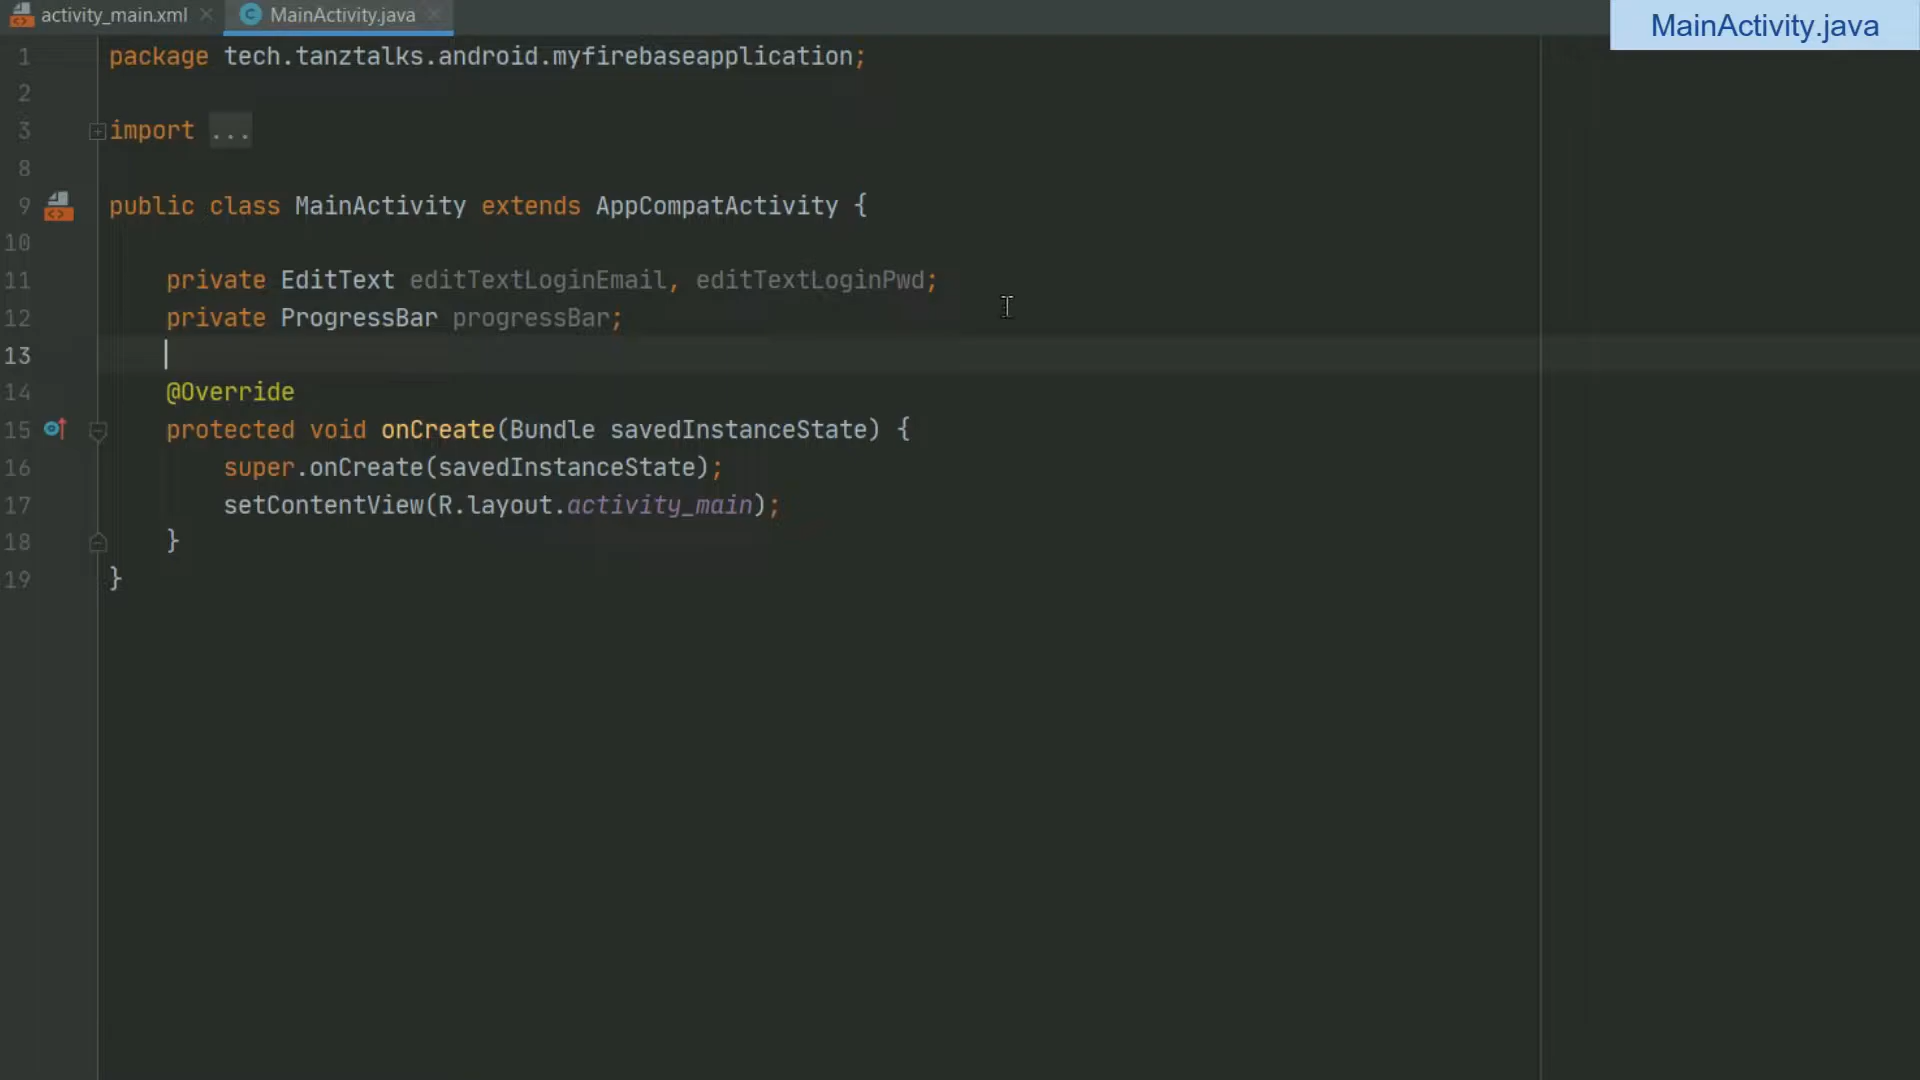 activity_main.xml
MainActivity.java
MainActivity.java
1 package tech.tanztalks.android.myfirebaseapplication;
2
3 import ...
8
9 public class MainActivity extends AppCompatActivity {
10
11 private EditText editTextLoginEmail, editTextLoginPwd;
12 private ProgressBar progressBar;
13
14 @Override
15 protected void onCreate(Bundle savedInstanceState) {
16 super.onCreate(savedInstanceState);
17 setContentView(R.layout.activity_main);
18 }
19 }